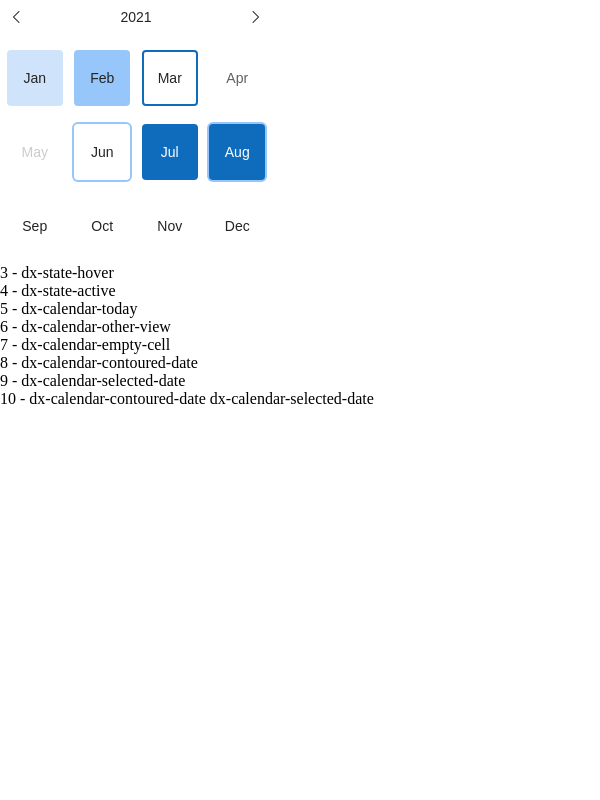 2021
Jan Feb Mar Apr
May Jun Jul Aug
Sep Oct Nov Dec
3 - dx-state-hover
4 - dx-state-active
5 - dx-calendar-today
6 - dx-calendar-other-view
7 - dx-calendar-empty-cell
8 - dx-calendar-contoured-date
9 - dx-calendar-selected-date
10 - dx-calendar-contoured-date dx-calendar-selected-date